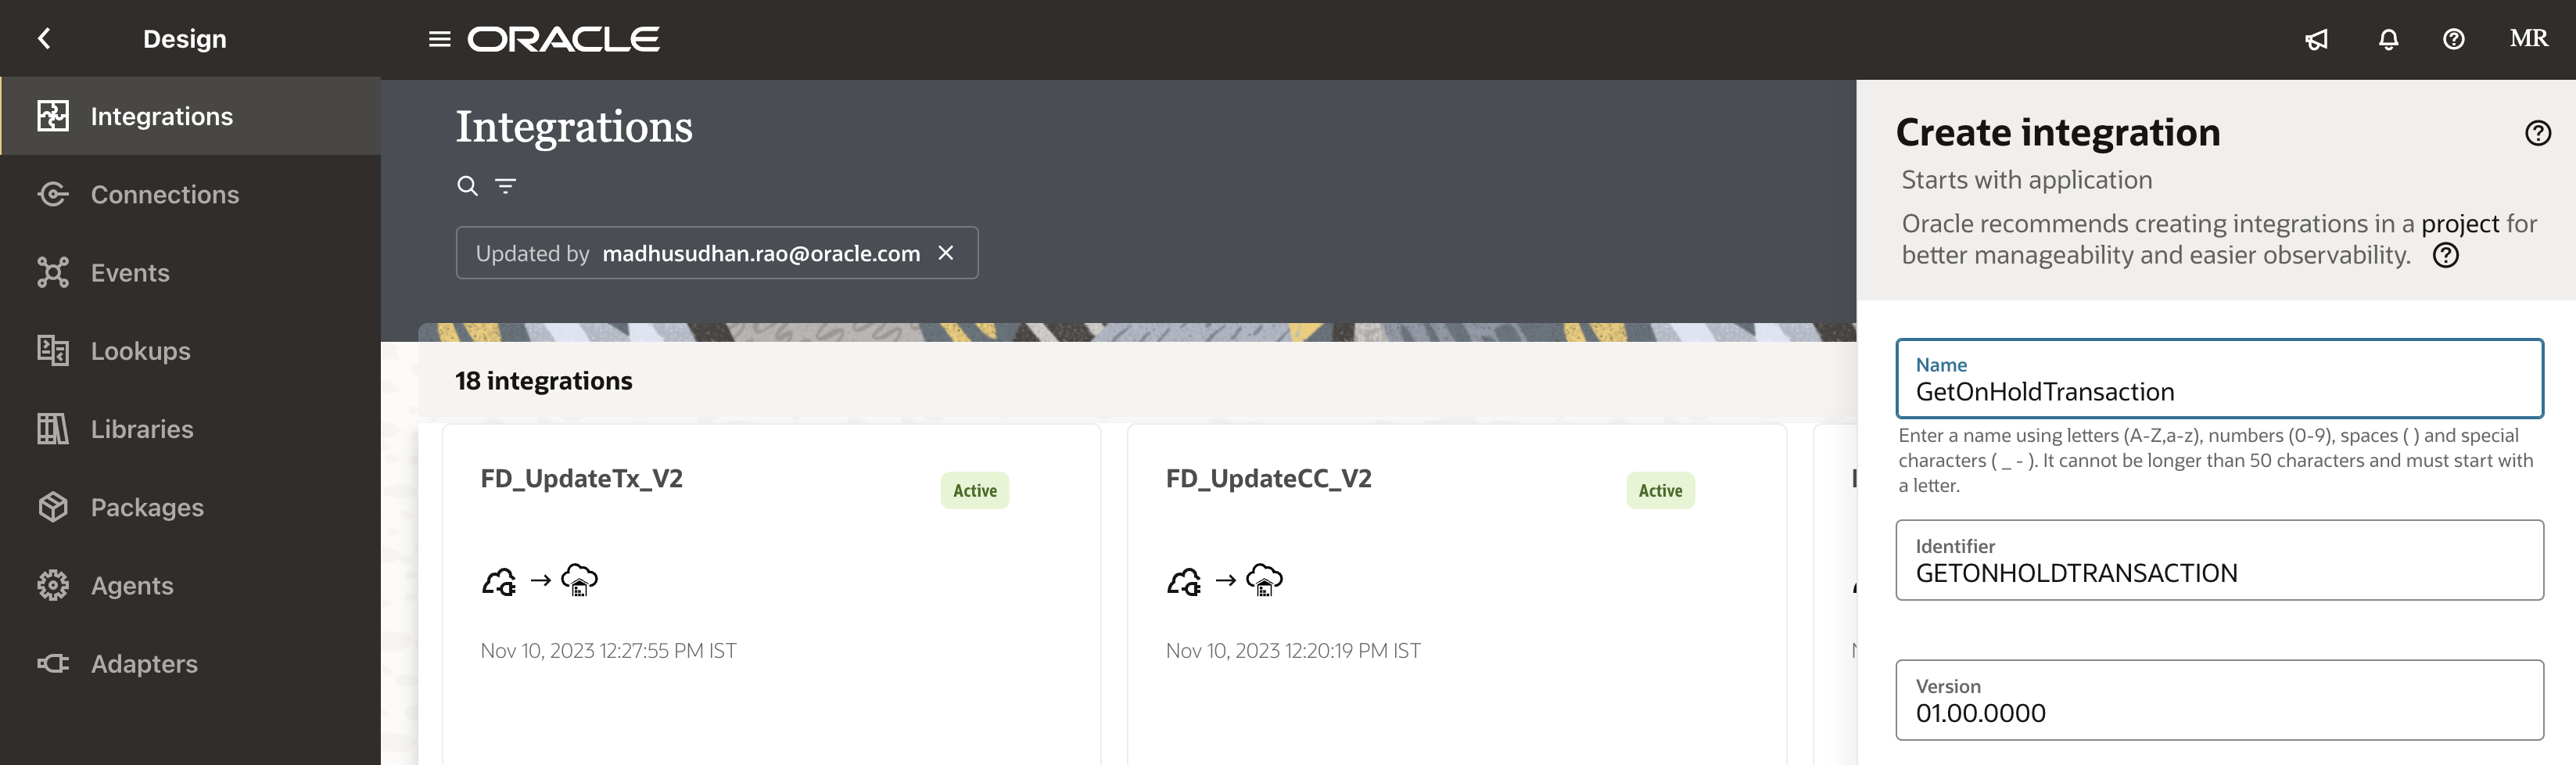 Design
ORACLE
MR
Integrations
Connections
Events
Lookups
Libraries
Packages
Agents
Adapters
Integrations
Updated by madhusudhan.rao@oracle.com
18 integrations
FD_UpdateTx_V2
Active
Nov 10, 2023 12:27:55 PM IST
FD_UpdateCC_V2
Active
Nov 10, 2023 12:20:19 PM IST
Create integration
Starts with application
Oracle recommends creating integrations in a project for
better manageability and easier observability.
Name
GetOnHoldTransaction
Enter a name using letters (A-Z,a-z), numbers (0-9), spaces ( ) and special
characters ( _ - ). It cannot be longer than 50 characters and must start with
a letter.
Identifier
GETONHOLDTRANSACTION
Version
01.00.0000